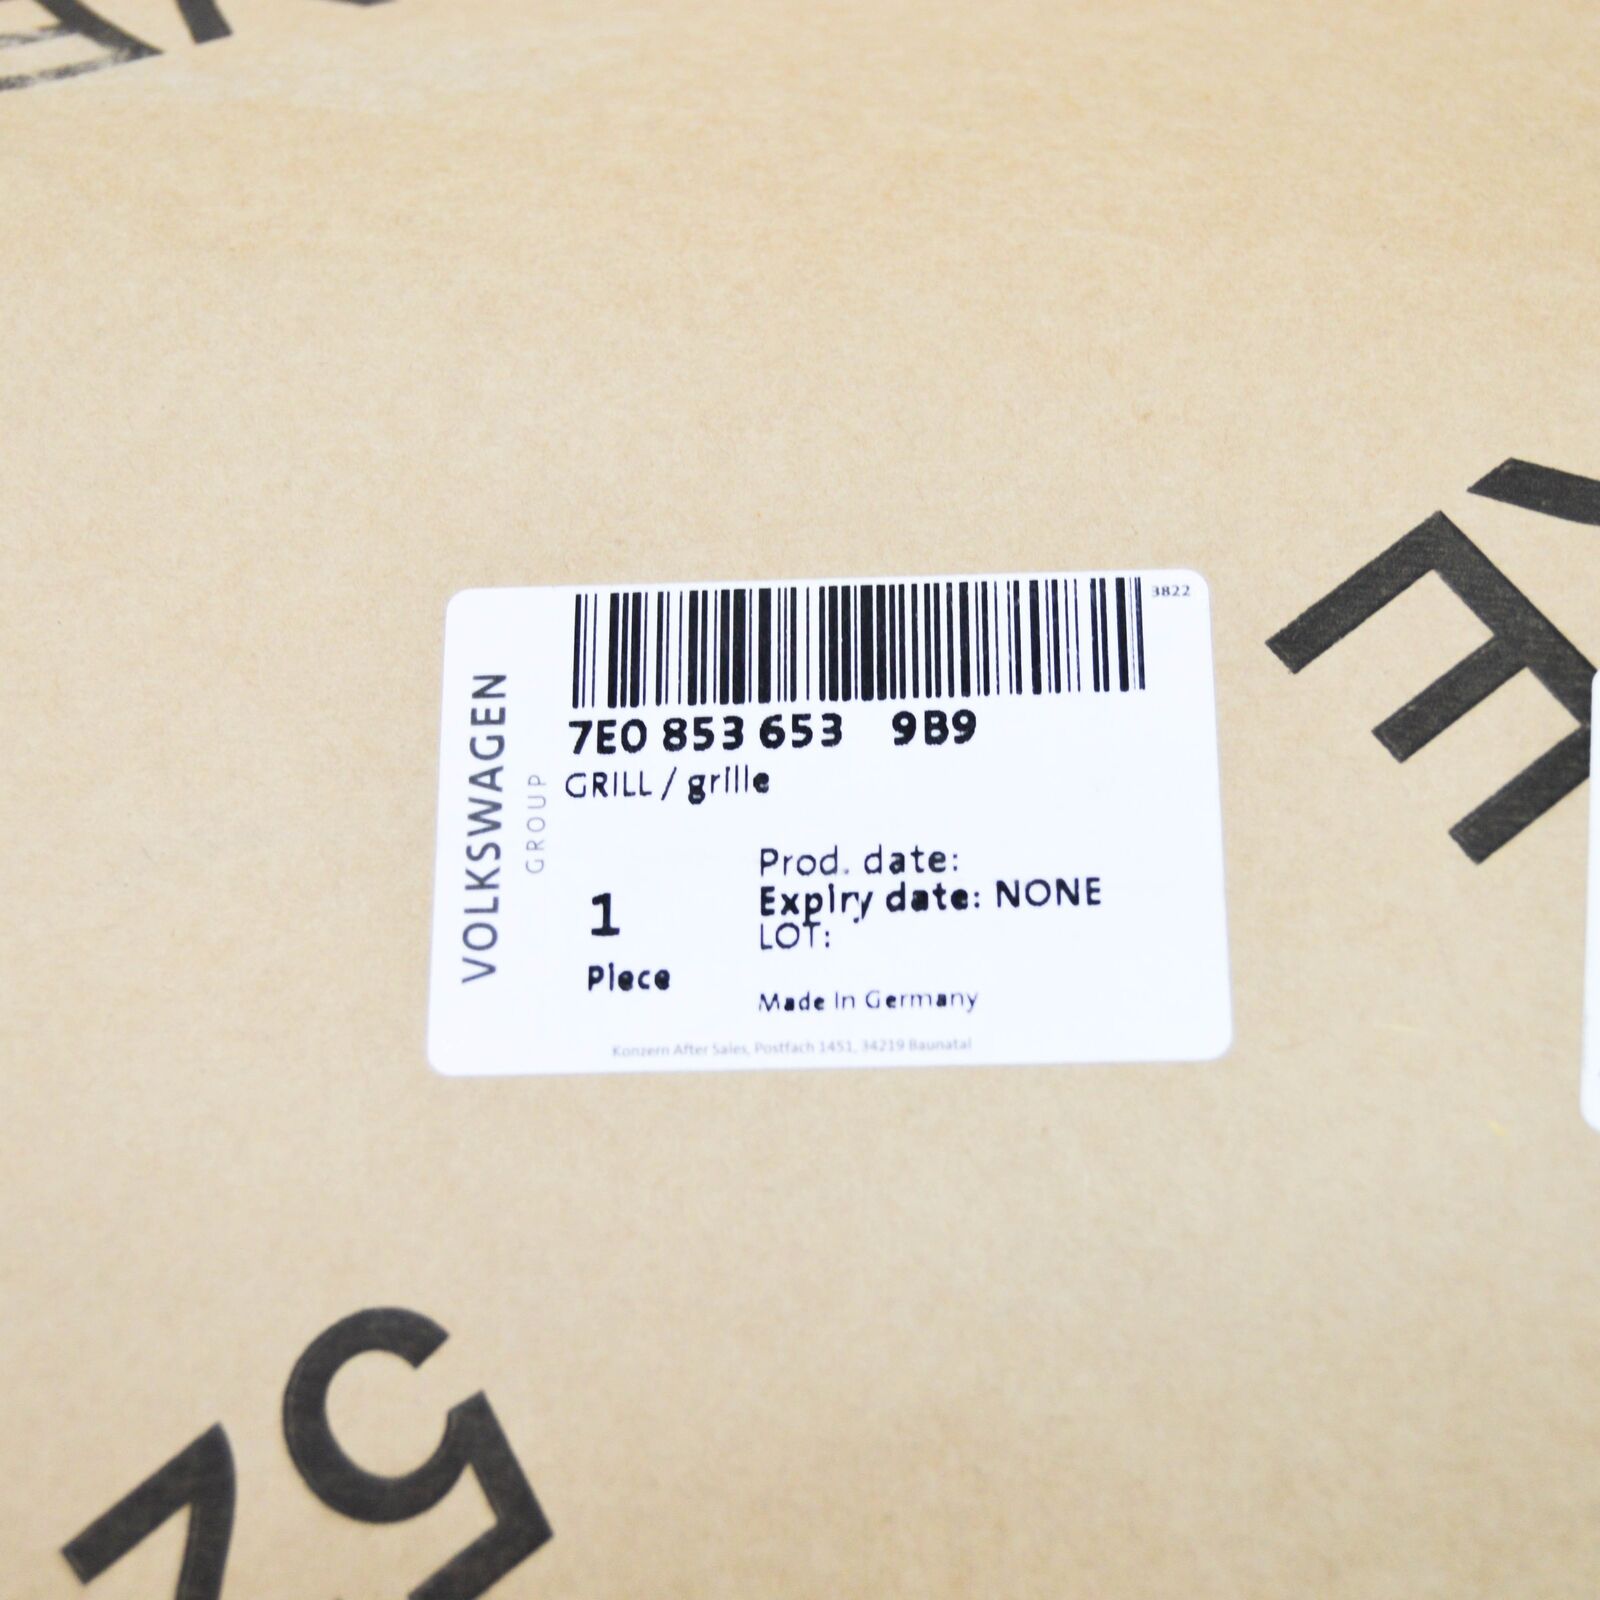 3822
VOLKSWAGEN
GROUP
7E0 853 653 9B9
GRILL / grille
1
Piece
Prod. date:
Expiry date: NONE
LOT:
Made In Germany
Konzern After Sales, Postfach 1451, 34219 Baunatal